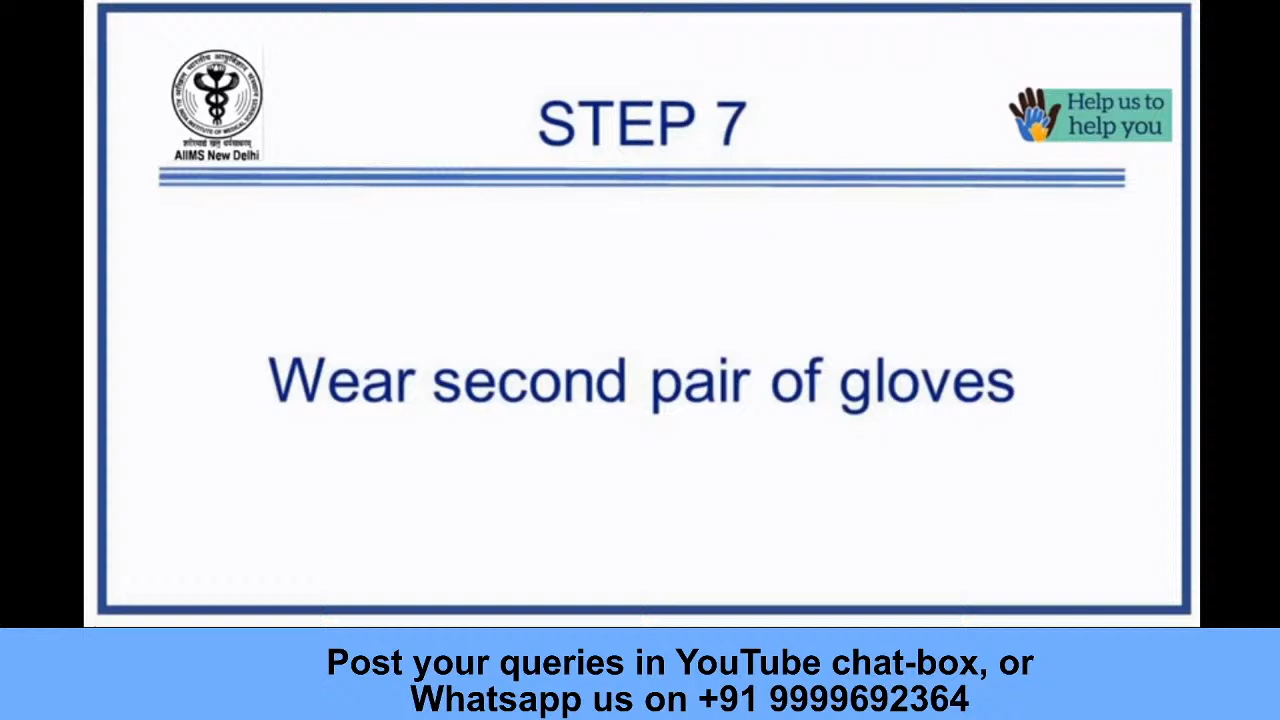 STEP 7
AIIMS New Delhi
Help us to
help you
Wear second pair of gloves
Post your queries in YouTube chat-box, or
Whatsapp us on +91 9999692364